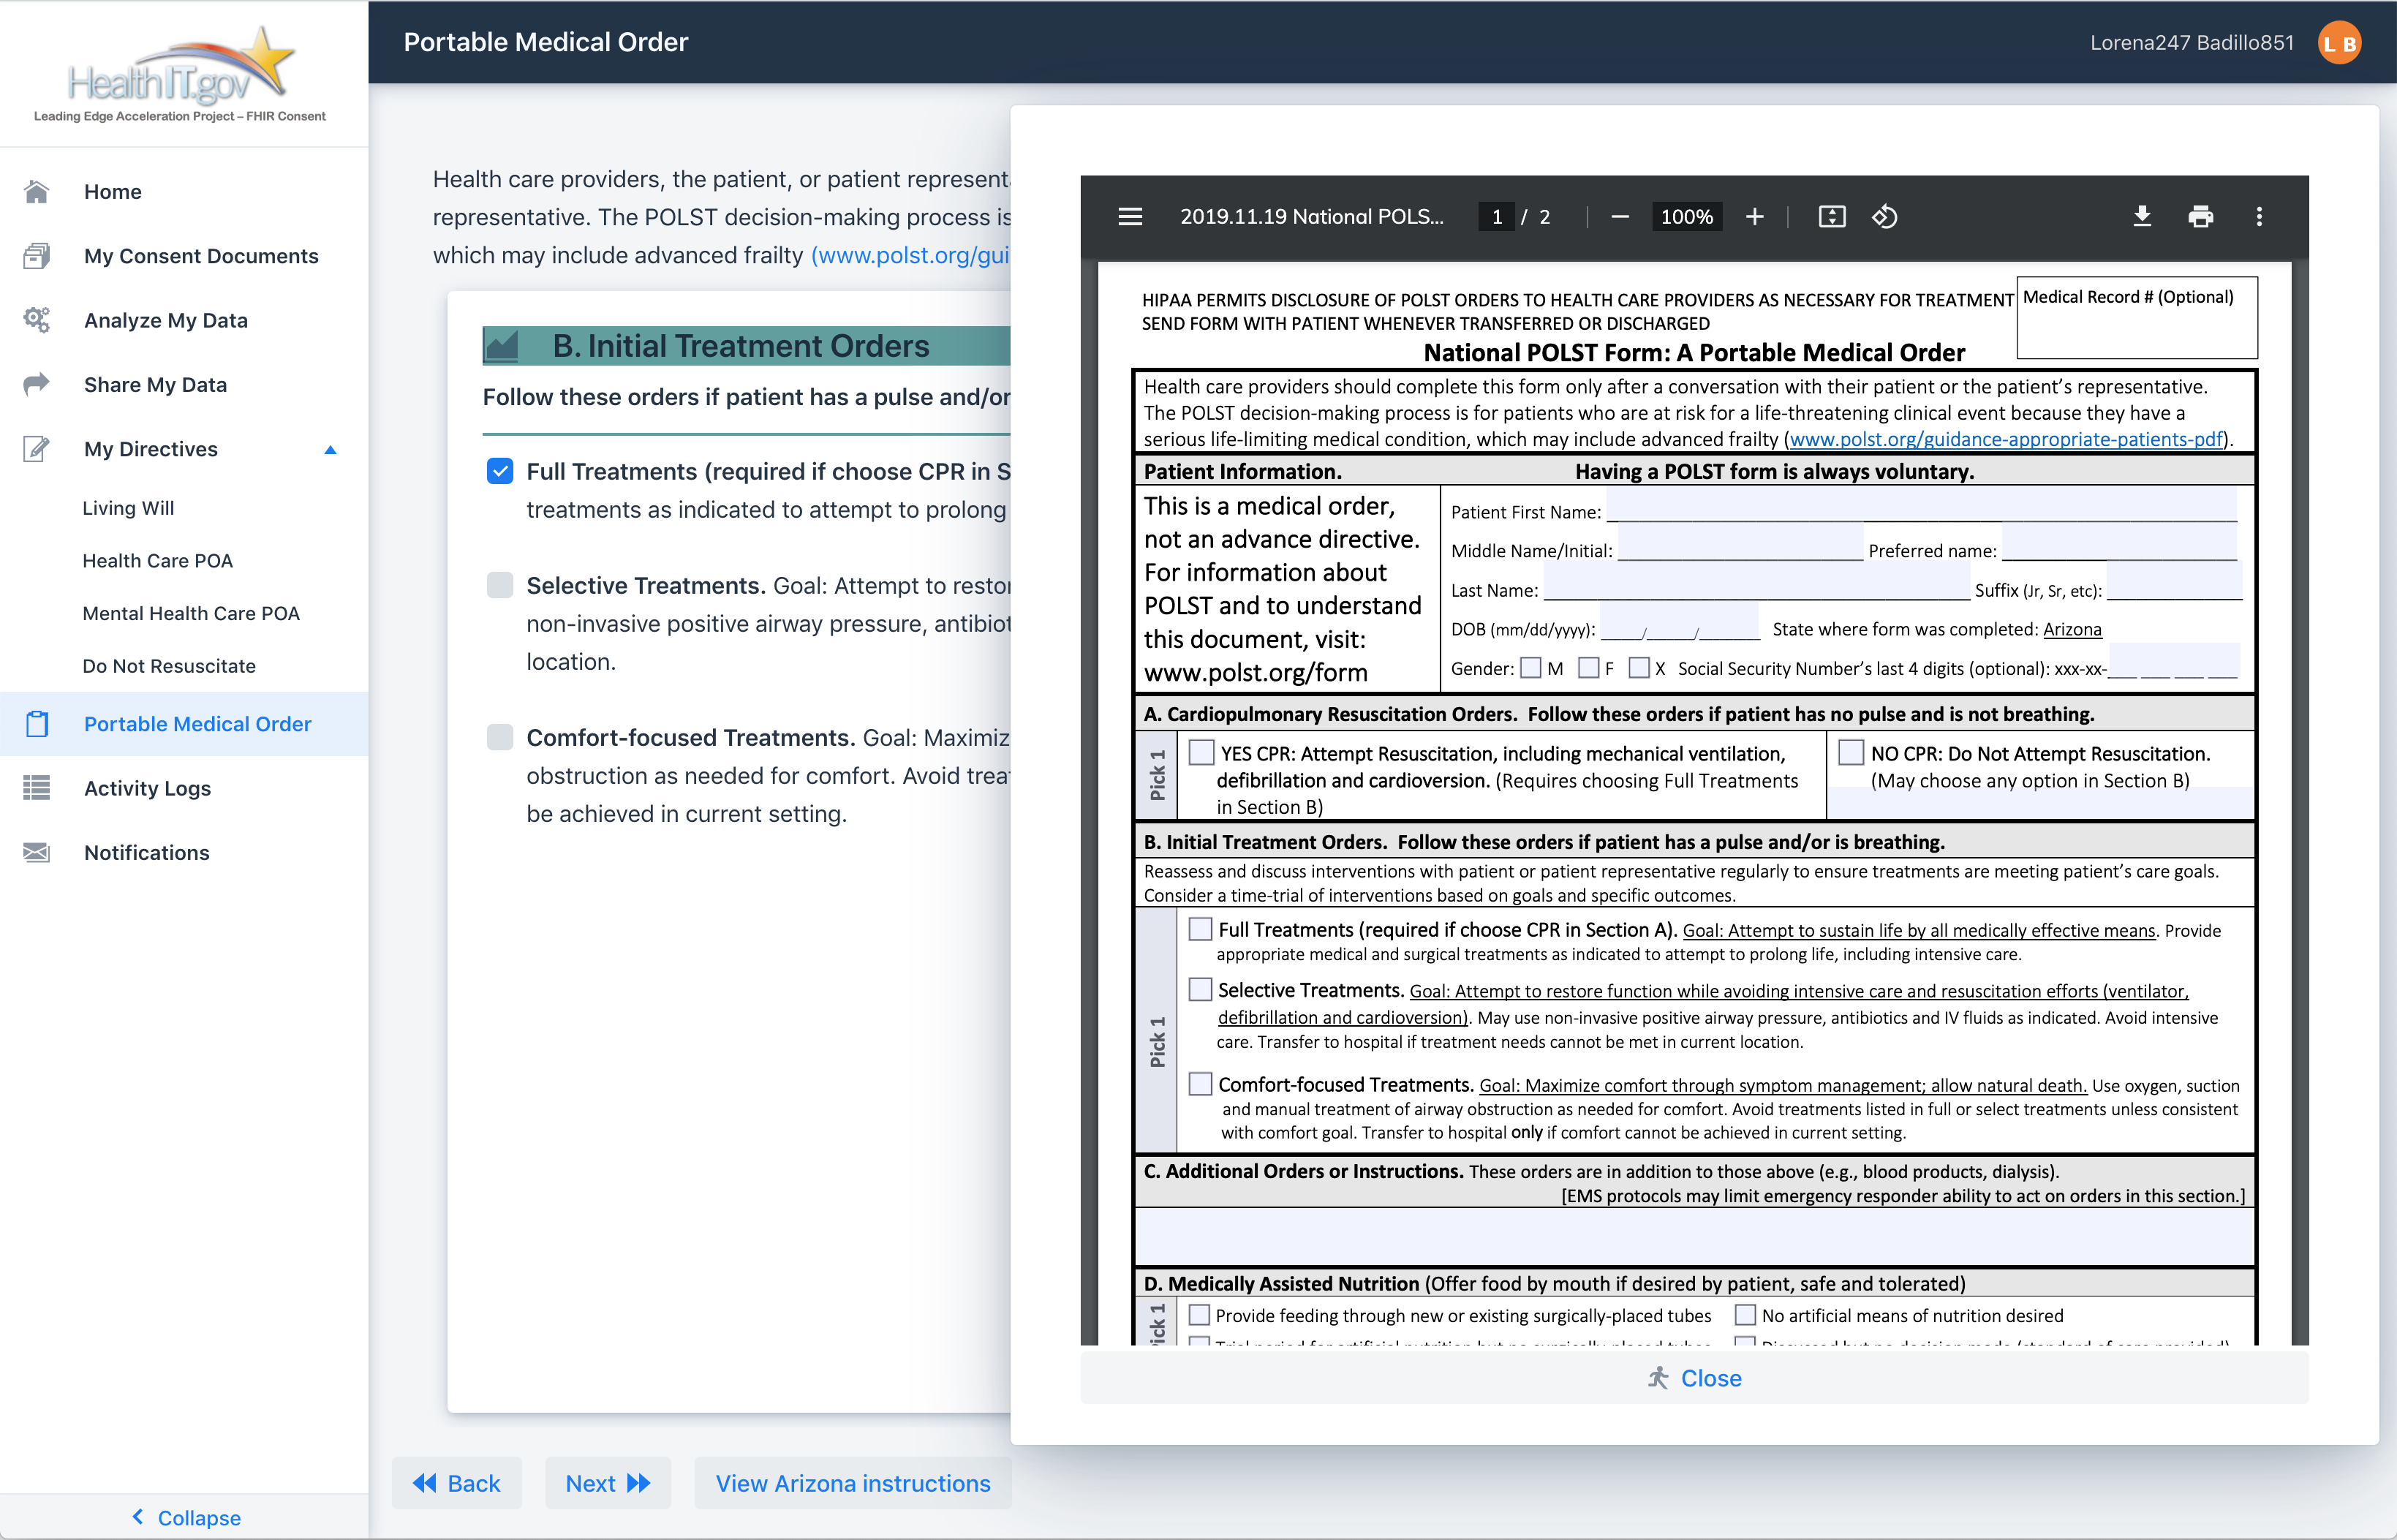 HealthIT.gov
Leading Edge Acceleration Project – FHIR Consent
Home
My Consent Documents
Analyze My Data
Share My Data
My Directives
Living Will
Health Care POA
Mental Health Care POA
Do Not Resuscitate
Portable Medical Order
Activity Logs
Notifications
Collapse
Portable Medical Order
Lorena247 Badillo851
L B
Health care providers, the patient, or patient represent
representative. The POLST decision-making process is
which may include advanced frailty (www.polst.org/gui
B. Initial Treatment Orders
Follow these orders if patient has a pulse and/or
Full Treatments (required if choose CPR in S
treatments as indicated to attempt to prolong
Selective Treatments. Goal: Attempt to restor
non-invasive positive airway pressure, antibiot
location.
Comfort-focused Treatments. Goal: Maximiz
obstruction as needed for comfort. Avoid trea
be achieved in current setting.
Back
Next
View Arizona instructions
2019.11.19 National POLS...
1 / 2
100%
HIPAA PERMITS DISCLOSURE OF POLST ORDERS TO HEALTH CARE PROVIDERS AS NECESSARY FOR TREATMENT
SEND FORM WITH PATIENT WHENEVER TRANSFERRED OR DISCHARGED
Medical Record # (Optional)
National POLST Form: A Portable Medical Order
Health care providers should complete this form only after a conversation with their patient or the patient's representative.
The POLST decision-making process is for patients who are at risk for a life-threatening clinical event because they have a
serious life-limiting medical condition, which may include advanced frailty (www.polst.org/guidance-appropriate-patients-pdf).
Patient Information. Having a POLST form is always voluntary.
This is a medical order,
not an advance directive.
For information about
POLST and to understand
this document, visit:
www.polst.org/form
Patient First Name:
Middle Name/Initial: Preferred name:
Last Name: Suffix (Jr, Sr, etc):
DOB (mm/dd/yyyy): ____/____/____ State where form was completed: Arizona
Gender: M F X Social Security Number's last 4 digits (optional): xxx-xx-
A. Cardiopulmonary Resuscitation Orders. Follow these orders if patient has no pulse and is not breathing.
Pick 1
YES CPR: Attempt Resuscitation, including mechanical ventilation,
defibrillation and cardioversion. (Requires choosing Full Treatments
in Section B)
NO CPR: Do Not Attempt Resuscitation.
(May choose any option in Section B)
B. Initial Treatment Orders. Follow these orders if patient has a pulse and/or is breathing.
Reassess and discuss interventions with patient or patient representative regularly to ensure treatments are meeting patient's care goals.
Consider a time-trial of interventions based on goals and specific outcomes.
Pick 1
Full Treatments (required if choose CPR in Section A). Goal: Attempt to sustain life by all medically effective means. Provide
appropriate medical and surgical treatments as indicated to attempt to prolong life, including intensive care.
Selective Treatments. Goal: Attempt to restore function while avoiding intensive care and resuscitation efforts (ventilator,
defibrillation and cardioversion). May use non-invasive positive airway pressure, antibiotics and IV fluids as indicated. Avoid intensive
care. Transfer to hospital if treatment needs cannot be met in current location.
Comfort-focused Treatments. Goal: Maximize comfort through symptom management; allow natural death. Use oxygen, suction
and manual treatment of airway obstruction as needed for comfort. Avoid treatments listed in full or select treatments unless consistent
with comfort goal. Transfer to hospital only if comfort cannot be achieved in current setting.
C. Additional Orders or Instructions. These orders are in addition to those above (e.g., blood products, dialysis).
[EMS protocols may limit emergency responder ability to act on orders in this section.]
D. Medically Assisted Nutrition (Offer food by mouth if desired by patient, safe and tolerated)
ick 1
Provide feeding through new or existing surgically-placed tubes
No artificial means of nutrition desired
Trial period for artificial nutrition but no surgically-placed tubes
Discussed but no decision made (standard of care provided)
Close